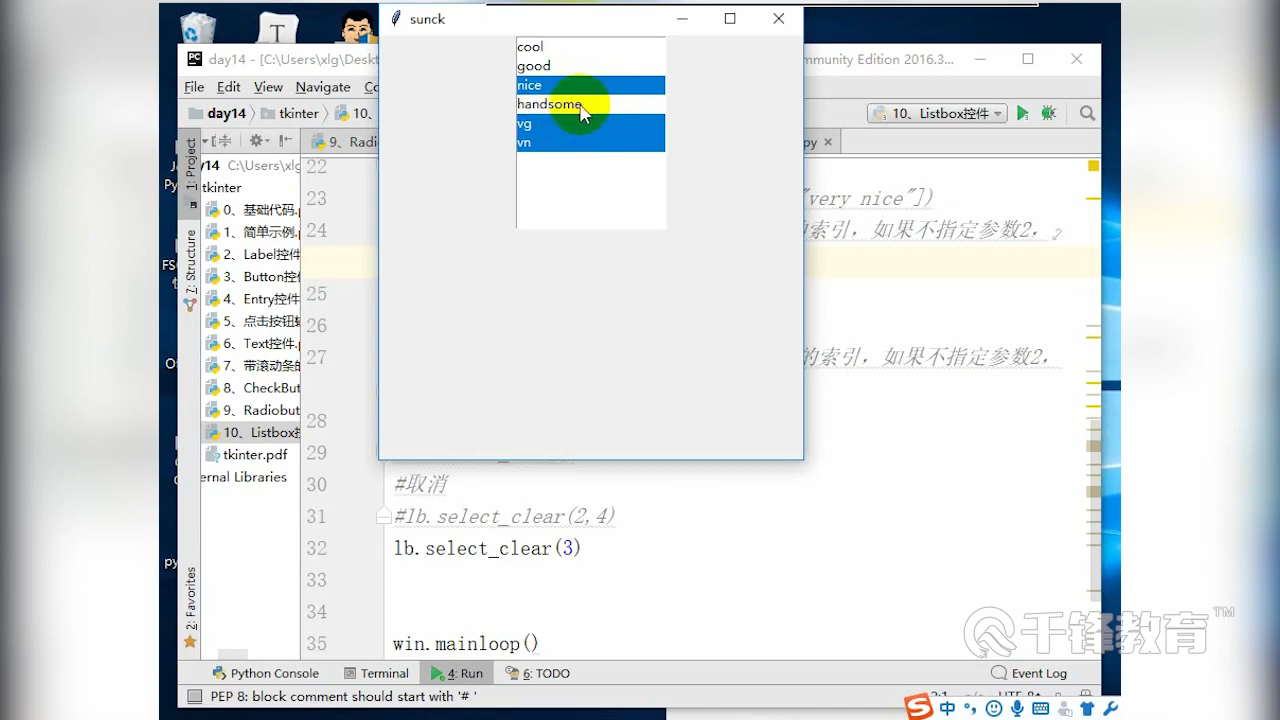 sunck
cool
good
nice
handsome
vg
vn
T
day14 - [C:\Users\xlg\Deskt
mmunity Edition 2016.3...
File Edit View Navigate
day14 tkinter 10、
10、Listbox控件
1: Project
7: Structure
2: Favorites
C:\Users\xlg
tkinter
0、基础代码.
1、简单示例.
2、Label控件
3、Button控
4、Entry控件
5、点击按钮
6、Text控件.
7、带滚动条的
8、CheckBut
9、Radiobut
10、Listbox
tkinter.pdf
ernal Libraries
9、Radi
py
22
23 "very nice"])
24 的索引，如果不指定参数2，
25
26
27 的索引，如果不指定参数2，
28
29
30 #取消
31 #lb.select_clear(2,4)
32 lb.select_clear(3)
33
34
35 win.mainloop()
Python Console Terminal 4: Run 6: TODO Event Log
PEP 8: block comment should start with '# '
千锋教育™
中